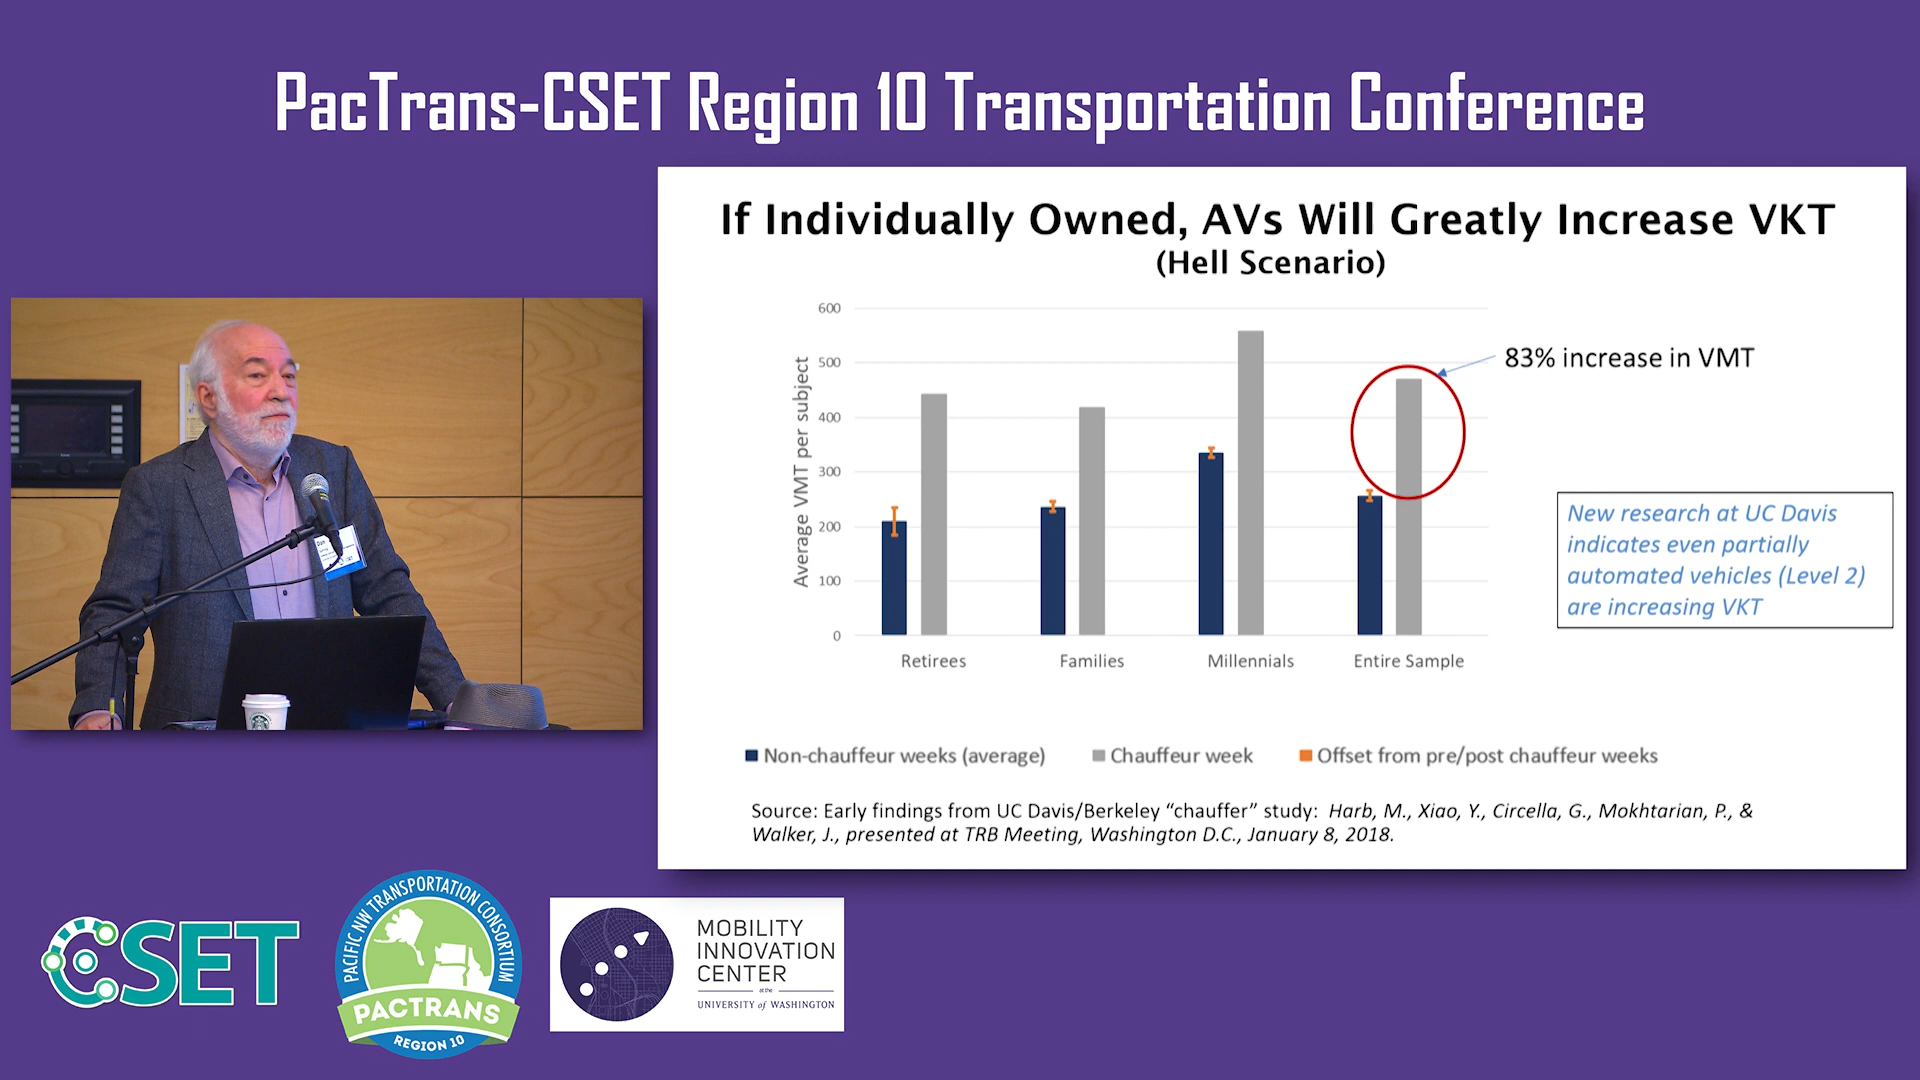 PacTrans-CSET Region 10 Transportation Conference
If Individually Owned, AVs Will Greatly Increase VKT
(Hell Scenario)
Average VMT per subject
600
500
400
300
200
100
0
Retirees
Families
Millennials
Entire Sample
83% increase in VMT
New research at UC Davis
indicates even partially
automated vehicles (Level 2)
are increasing VKT
Non-chauffeur weeks (average)
Chauffeur week
Offset from pre/post chauffeur weeks
Source: Early findings from UC Davis/Berkeley “chauffer” study: Harb, M., Xiao, Y., Circella, G., Mokhtarian, P., &
Walker, J., presented at TRB Meeting, Washington D.C., January 8, 2018.
Dan
CSET
PACIFIC NW TRANSPORTATION CONSORTIUM
PACTRANS
REGION 10
MOBILITY
INNOVATION
CENTER
at the
UNIVERSITY of WASHINGTON